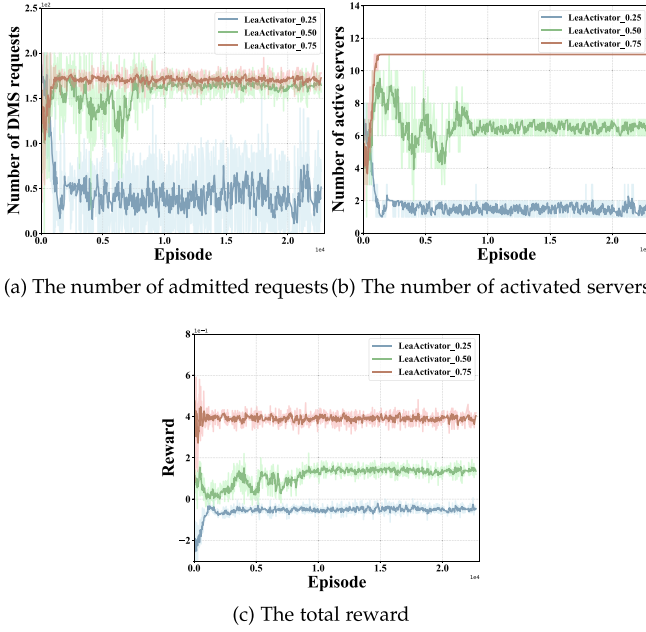 1e2
2.5
2.0
1.5
1.0
0.5
0.0
Number of DMS requests
LeaActivator_0.25
LeaActivator_0.50
LeaActivator_0.75
0.0 0.5 1.0 1.5 2.0
1e4
Episode
14
12
10
8
6
4
2
0
Number of active servers
LeaActivator_0.25
LeaActivator_0.50
LeaActivator_0.75
0.0 0.5 1.0 1.5 2.0
1e4
Episode
(a) The number of admitted requests
(b) The number of activated servers
1e-1
8
6
4
2
0
−2
Reward
LeaActivator_0.25
LeaActivator_0.50
LeaActivator_0.75
0.0 0.5 1.0 1.5 2.0
1e4
Episode
(c) The total reward